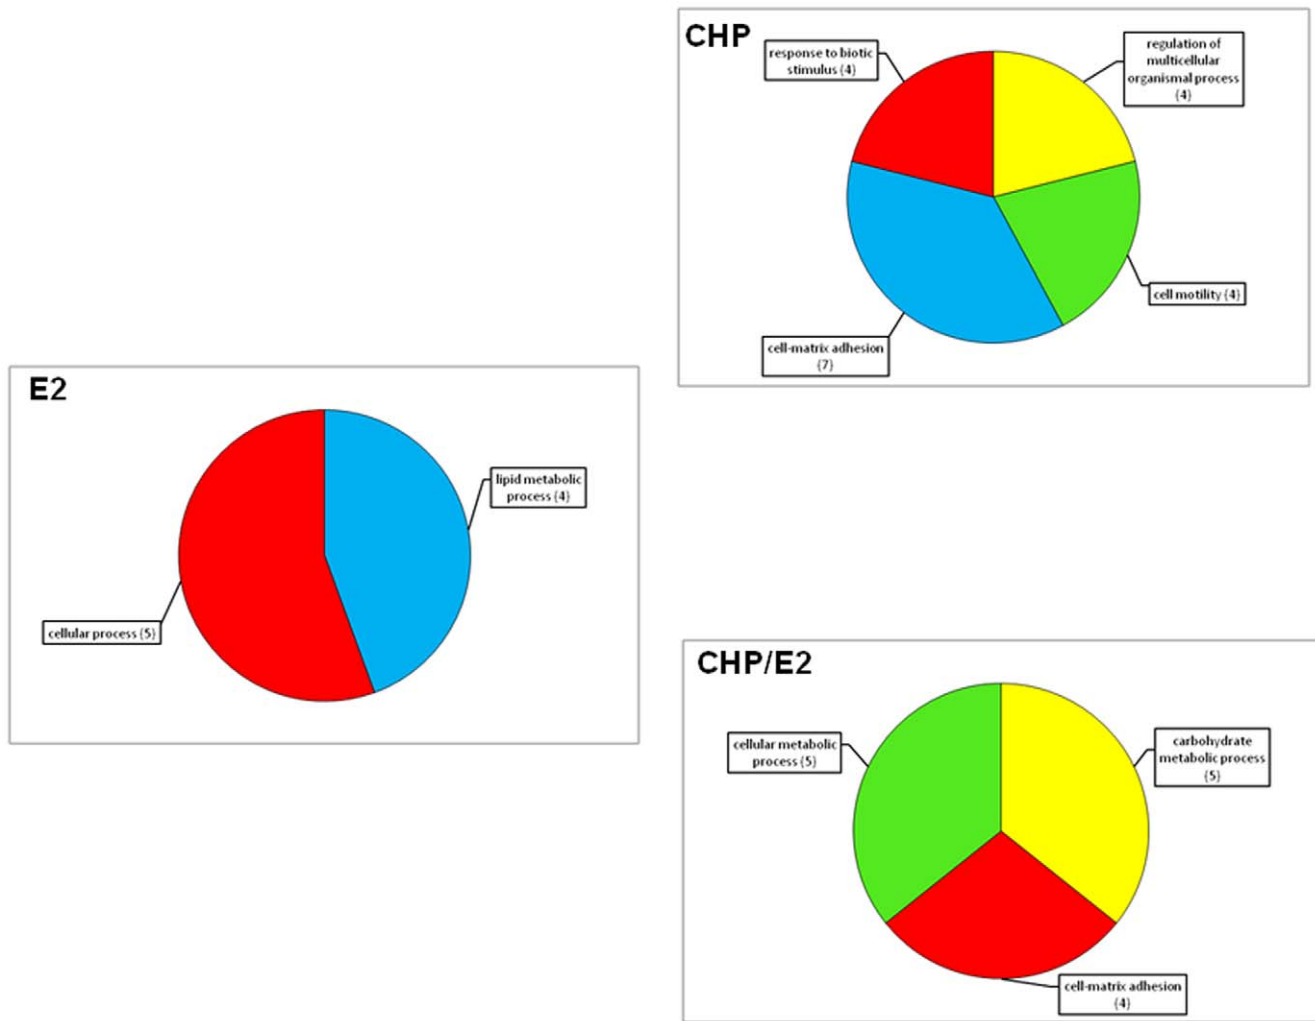 CHP
response to biotic
stimulus (4)
regulation of
multicellular
organismal process
(4)
cell motility (4)
cell-matrix adhesion
(7)
E2
lipid metabolic
process (4)
cellular process (5)
CHP/E2
cellular metabolic
process (5)
carbohydrate
metabolic process
(5)
cell-matrix adhesion
(4)